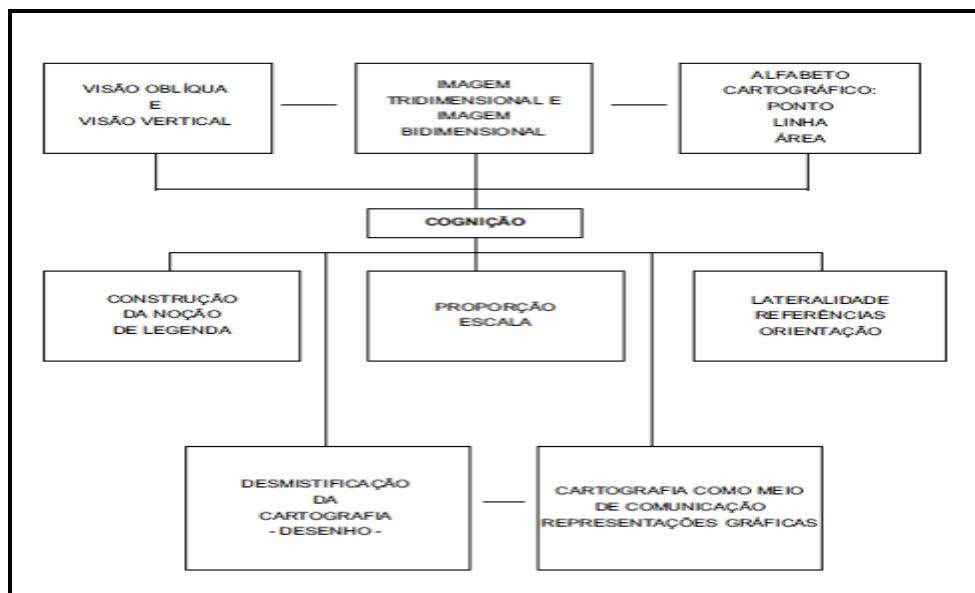 VISÃO OBLÍQUA
E
VISÃO VERTICAL
IMAGEM
TRIDIMENSIONAL E
IMAGEM
BIDIMENSIONAL
ALFABETO
CARTOGRÁFICO:
PONTO
LINHA
ÁREA
COGNIÇÃO
CONSTRUÇÃO
DA NOÇÃO
DE LEGENDA
PROPORÇÃO
ESCALA
LATERALIDADE
REFERÊNCIAS
ORIENTAÇÃO
DESMISTIFICAÇÃO
DA
CARTOGRAFIA
- DESENHO -
CARTOGRAFIA COMO MEIO
DE COMUNICAÇÃO
REPRESENTAÇÕES GRÁFICAS